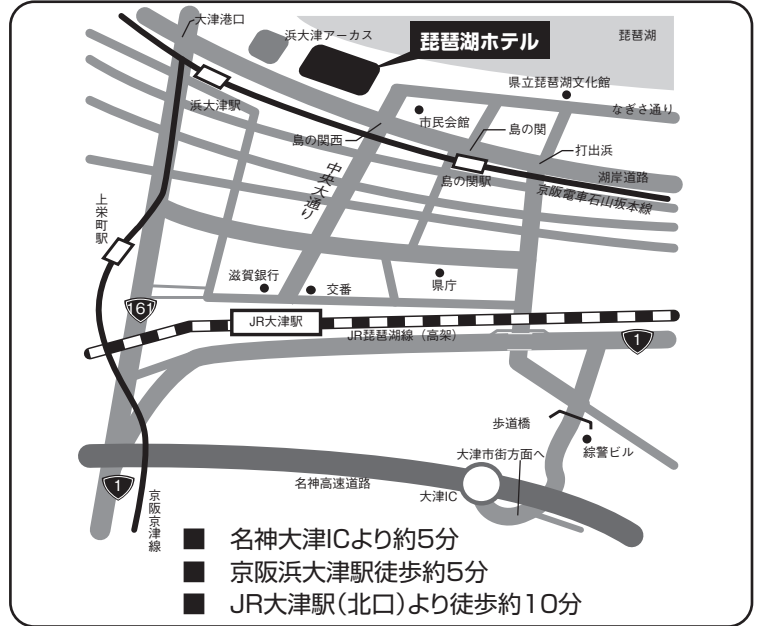 大津港口
浜大津アーカス
琵琶湖ホテル
琵琶湖
県立琵琶湖文化館
なぎさ通り
浜大津駅
市民会館
島の関
島の関西
打出浜
中央大通り
島の関駅
湖岸道路
京阪電車石山坂本線
上栄町駅
滋賀銀行
交番
県庁
161
JR大津駅
JR琵琶湖線（高架）
1
歩道橋
綜警ビル
大津市街方面へ
名神高速道路
大津IC
1
京阪京津線
■ 名神大津ICより約5分
■ 京阪浜大津駅徒歩約5分
■ JR大津駅（北口）より徒歩約10分